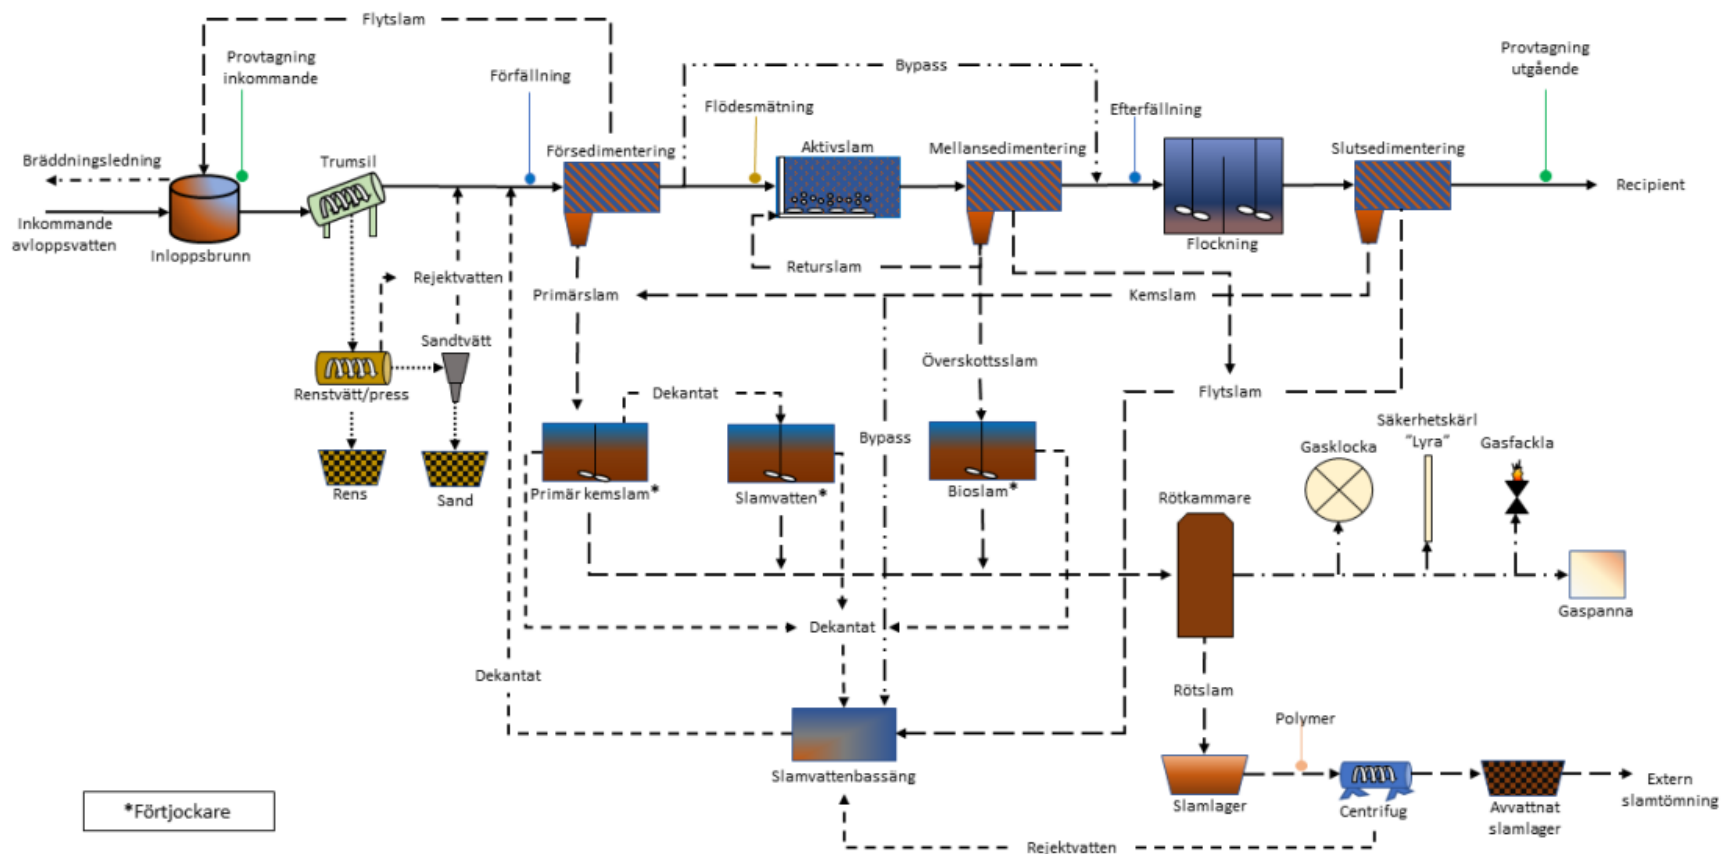 Flytslam
Provtagning
inkommande
Förfällning
Bypass
Provtagning
utgående
Flödesmätning
Efterfällning
Bräddningsledning
Trumsil
Försedimentering
Aktivslam
Mellansedimentering
Slutsedimentering
Recipient
Inkommande
avloppsvatten
Inloppsbrunn
Flockning
Rejektvatten
Returslam
Primärslam
Kemslam
Sandtvätt
Överskottsslam
Renstvätt/press
Dekantat
Flytslam
Bypass
Säkerhetskärl
"Lyra"
Gasklocka
Gasfackla
Rens
Sand
Primär kemslam*
Slamvatten*
Bioslam*
Rötkammare
Gaspanna
Dekantat
Dekantat
Rötslam
Polymer
Slamvattenbassäng
Slamlager
Centrifug
Avvattnat
slamlager
Extern
slamtömning
*Förtjockare
Rejektvatten